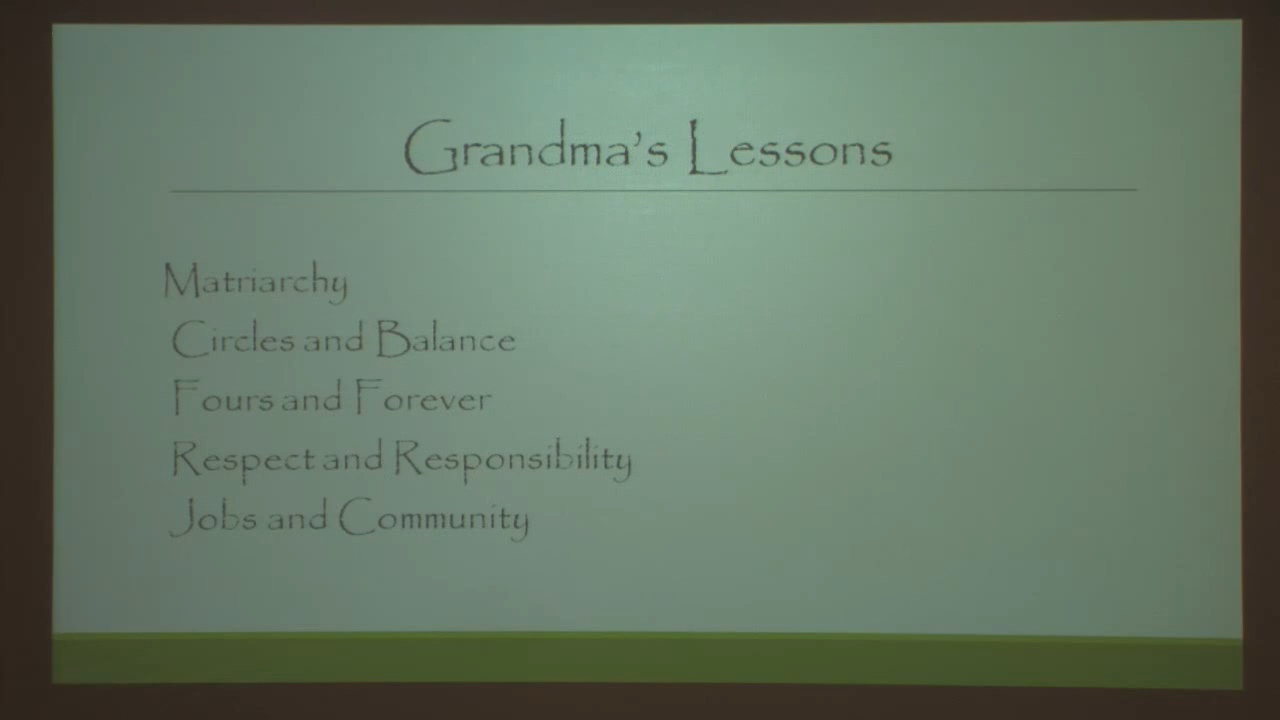 Grandma's Lessons
Matriarchy
Circles and Balance
Fours and Forever
Respect and Responsibility
Jobs and Community